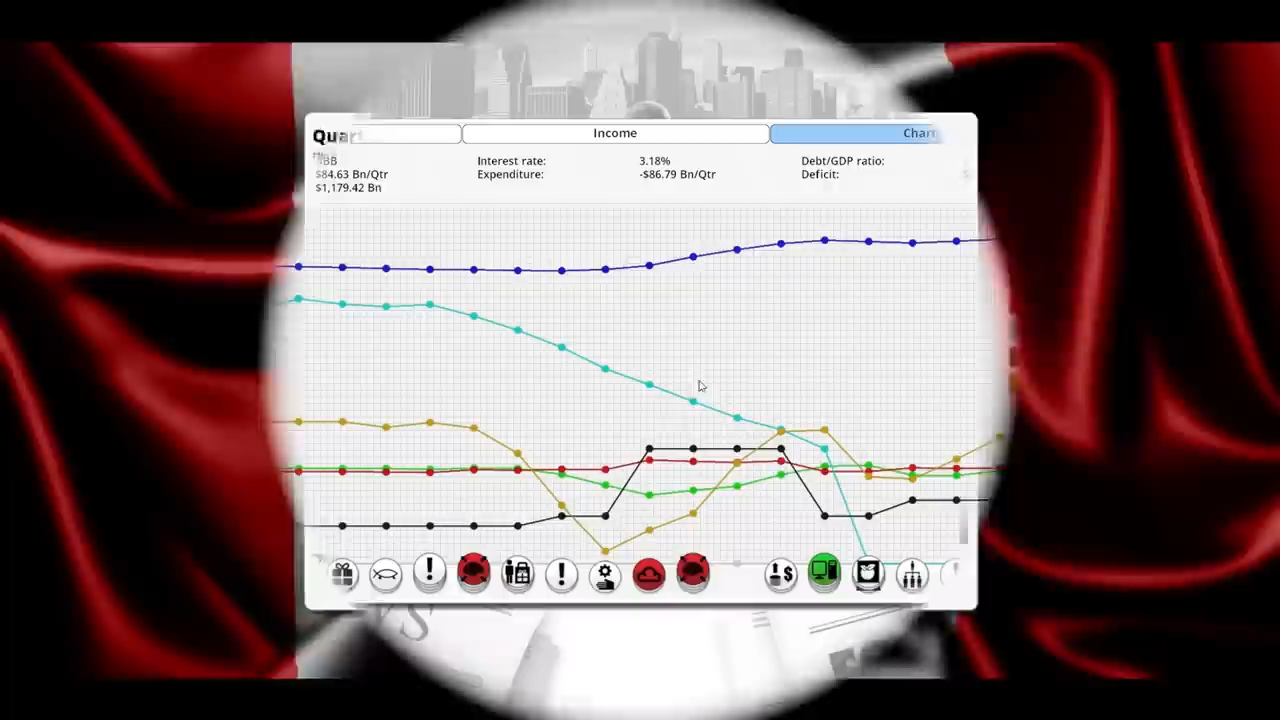 Quar
Income
Chart
BB
Interest rate:
3.18%
Debt/GDP ratio:
$84.63 Bn/Qtr
Expenditure:
-$86.79 Bn/Qtr
Deficit:
$1,179.42 Bn